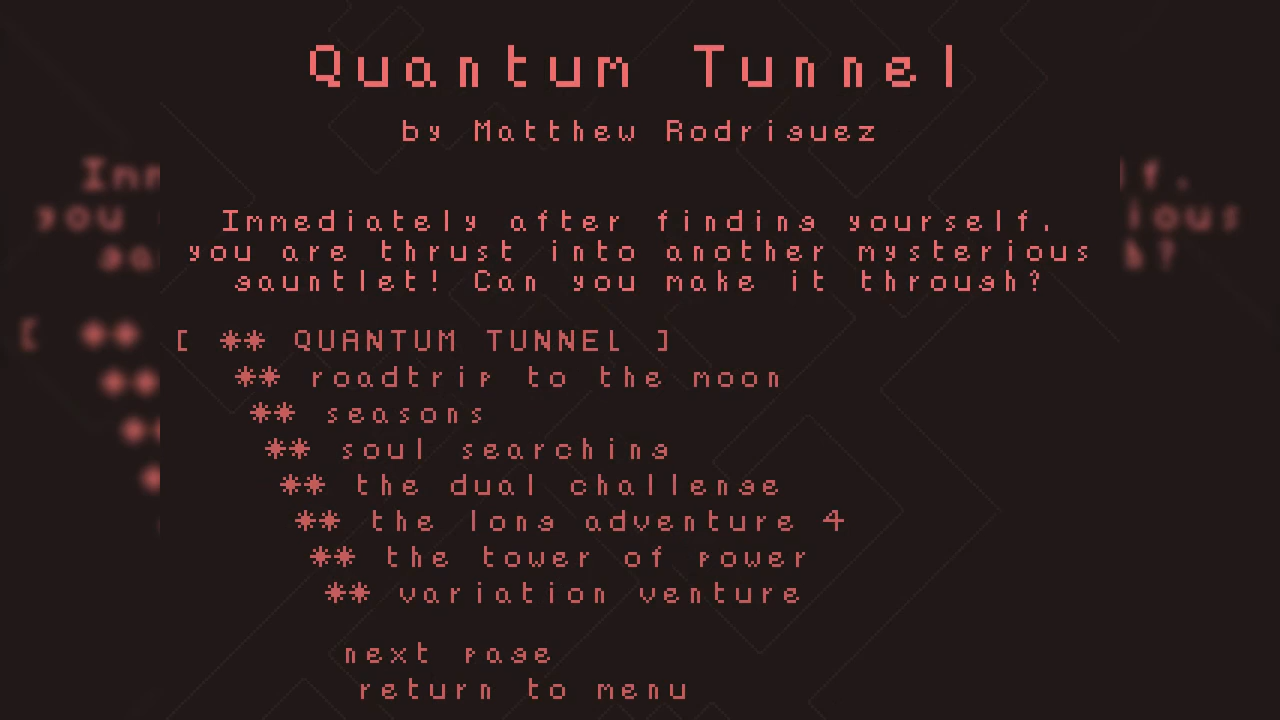 Quantum Tunnel
by Matthew Rodriguez
Immediately after finding yourself,
you are thrust into another mysterious
gauntlet! Can you make it through?
[ ** QUANTUM TUNNEL ]
** roadtrip to the moon
** seasons
** soul searching
** the dual challenge
** the long adventure 4
** the tower of power
** variation venture
next page
return to menu